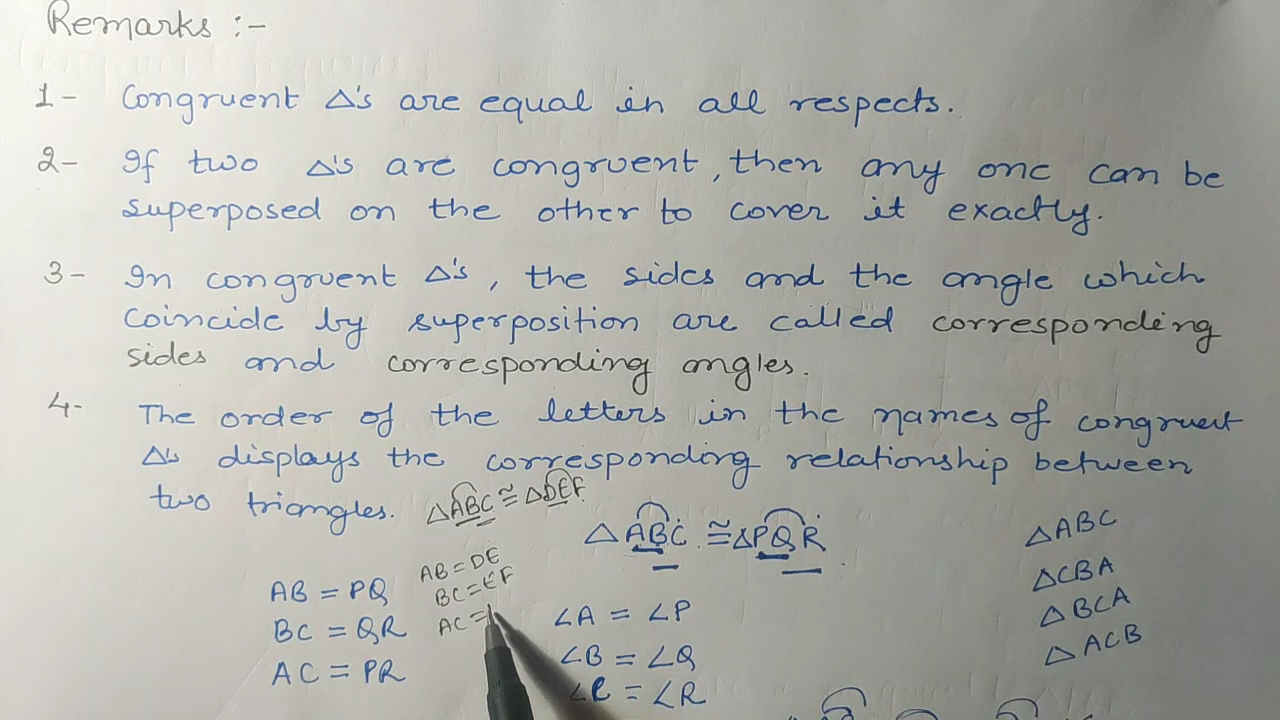 Remarks :-
1- Congruent Δ's are equal in all respects.
2- If two Δ's are congruent, then any one can be
superposed on the other to cover it exactly.
3- In congruent Δ's, the sides and the angle which
coincide by superposition are called corresponding
sides and corresponding angles.
4- The order of the letters in the names of congruent
Δ's displays the corresponding relationship between
two triangles. ΔABC ≅ ΔDEF
ΔABC ≅ ΔPQR
AB = PQ
BC = QR
AC = PR
AB = DE
BC = EF
AC =
∠A = ∠P
∠B = ∠Q
= ∠R
ΔABC
ΔCBA
ΔBCA
ΔACB